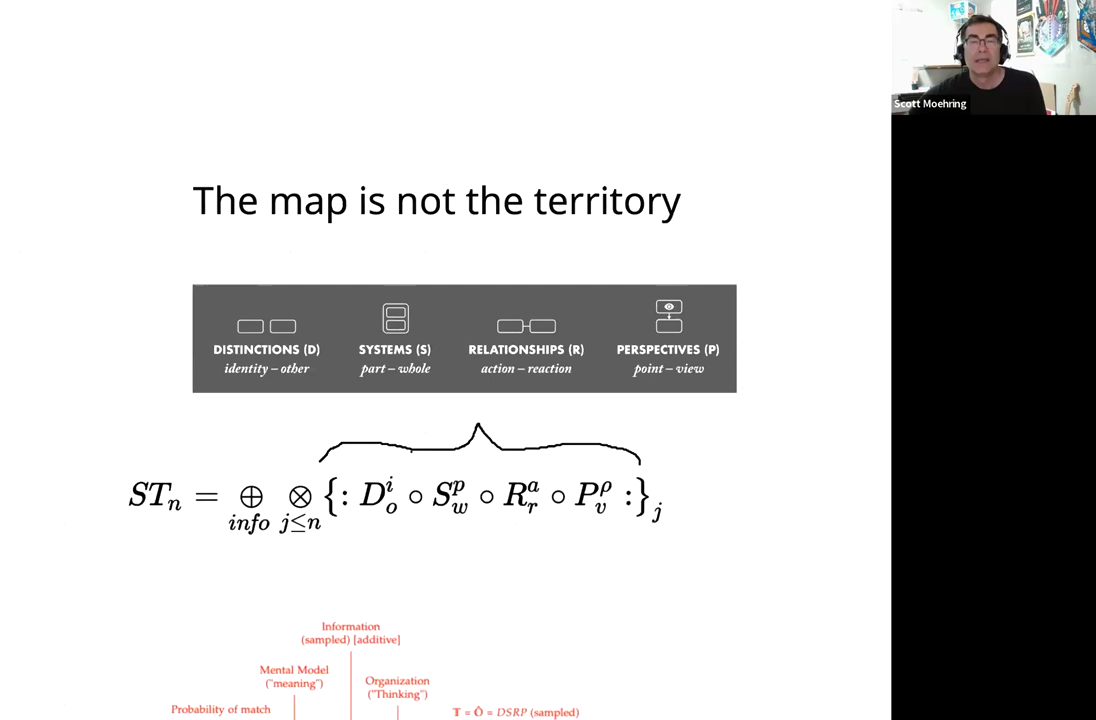 Scott Moehring
The map is not the territory
DISTINCTIONS (D) SYSTEMS (S) RELATIONSHIPS (R) PERSPECTIVES (P)
identity – other part – whole action – reaction point – view
ST_n = ⊕_{info} ⊗_{j≤n} {: D^i_o ∘ S^p_w ∘ R^a_r ∘ P^ρ_v :}_j
Information
(sampled) [additive]
Mental Model
("meaning")
Organization
("Thinking")
Probability of match
T = Ô = DSRP (sampled)